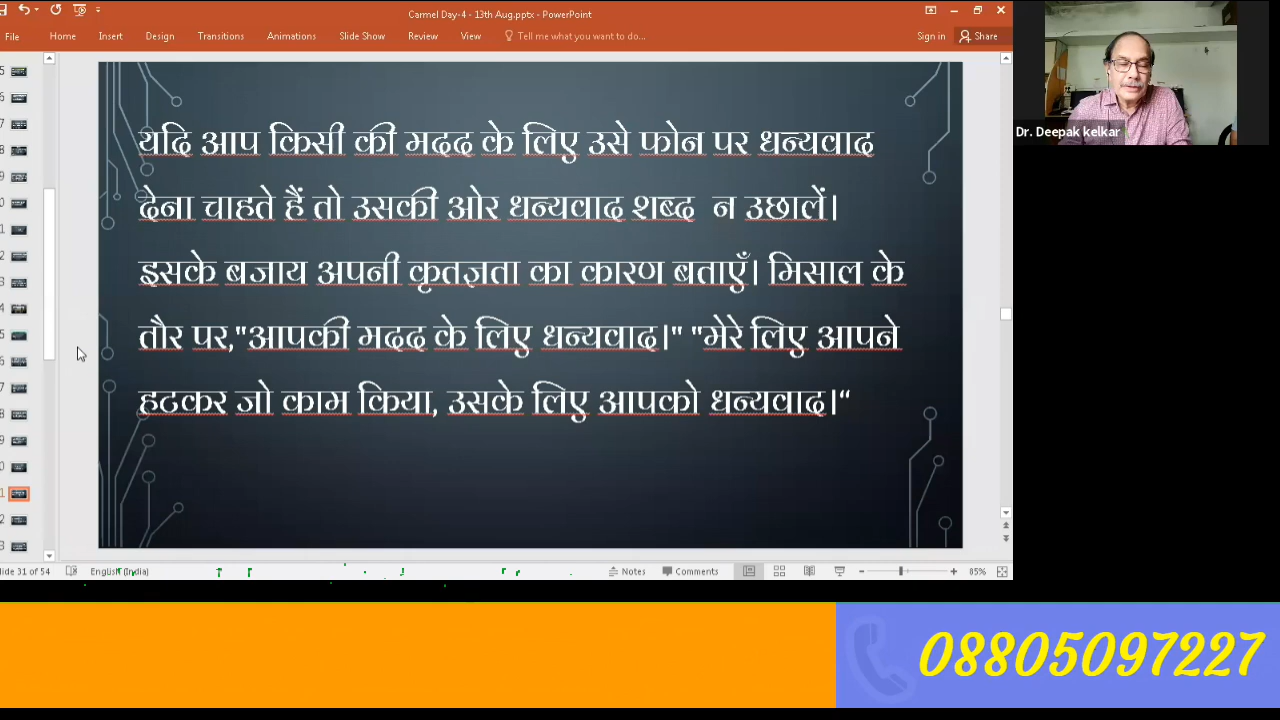 Carmel Day-4 - 13th Aug.pptx - PowerPoint
File Home Insert Design Transitions Animations Slide Show Review View Tell me what you want to do... Sign in Share
Dr. Deepak kelkar
यदि आप किसी की मदद के लिए उसे फोन पर धन्यवाद
देना चाहते हैं तो उसकी ओर धन्यवाद शब्द न उछालें।
इसके बजाय अपनी कृतज्ञता का कारण बताएँ। मिसाल के
तौर पर,"आपकी मदद के लिए धन्यवाद।" "मेरे लिए आपने
हटकर जो काम किया, उसके लिए आपको धन्यवाद।“
lide 31 of 54 English (India) Notes Comments 85%
08805097227